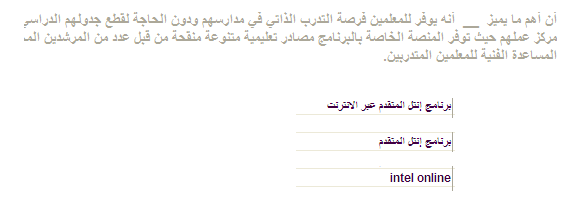 أن أهم ما يميز ___ أنه يوفر للمعلمين فرصة التدرب الذاتي في مدارسهم ودون الحاجة لقطع جدولهم الدراسي
مركز عملهم حيث توفر المنصة الخاصة بالبرنامج مصادر تعليمية متنوعة منقحة من قبل عدد من المرشدين
المساعدة الفنية للمعلمين المتدربين.
برنامج إنتل المتقدم عبر الانترنت
برنامج إنتل المتقدم
intel online